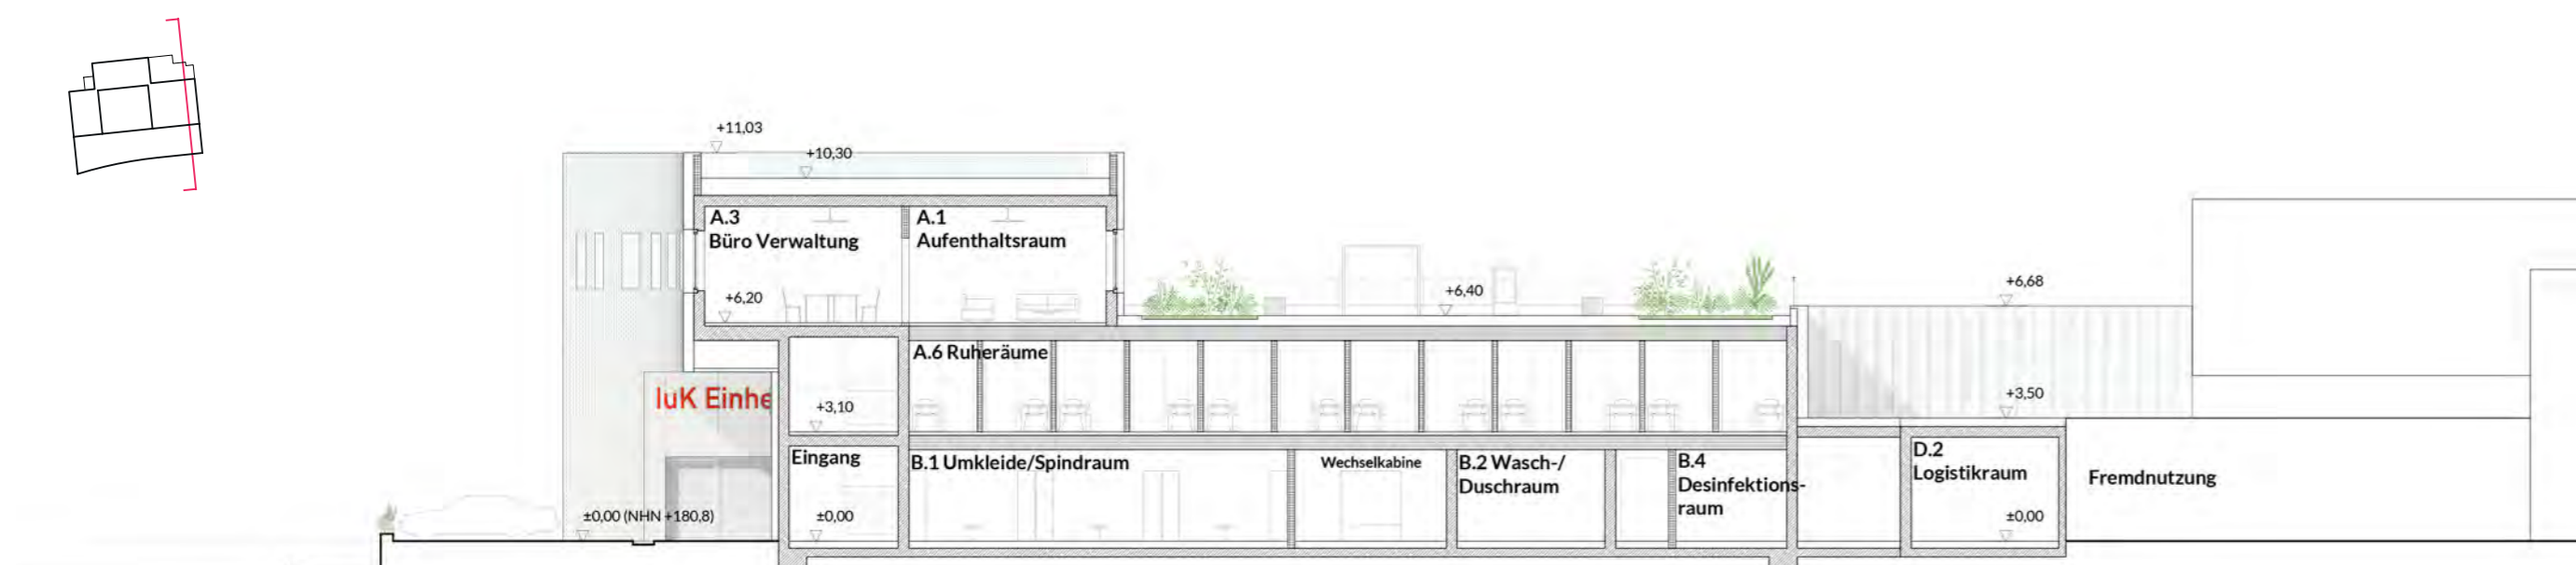 +11,03
+10,30
A.3
Büro Verwaltung
A.1
Aufenthaltsraum
+6,20
+6,40
+6,68
A.6 Ruheräume
IuK Einhe
+3,10
+3,50
Eingang
B.1 Umkleide/Spindraum
Wechselkabine
B.2 Wasch-/
Duschraum
B.4
Desinfektions-
raum
D.2
Logistikraum
Fremdnutzung
±0,00 (NHN +180,8)
±0,00
±0,00